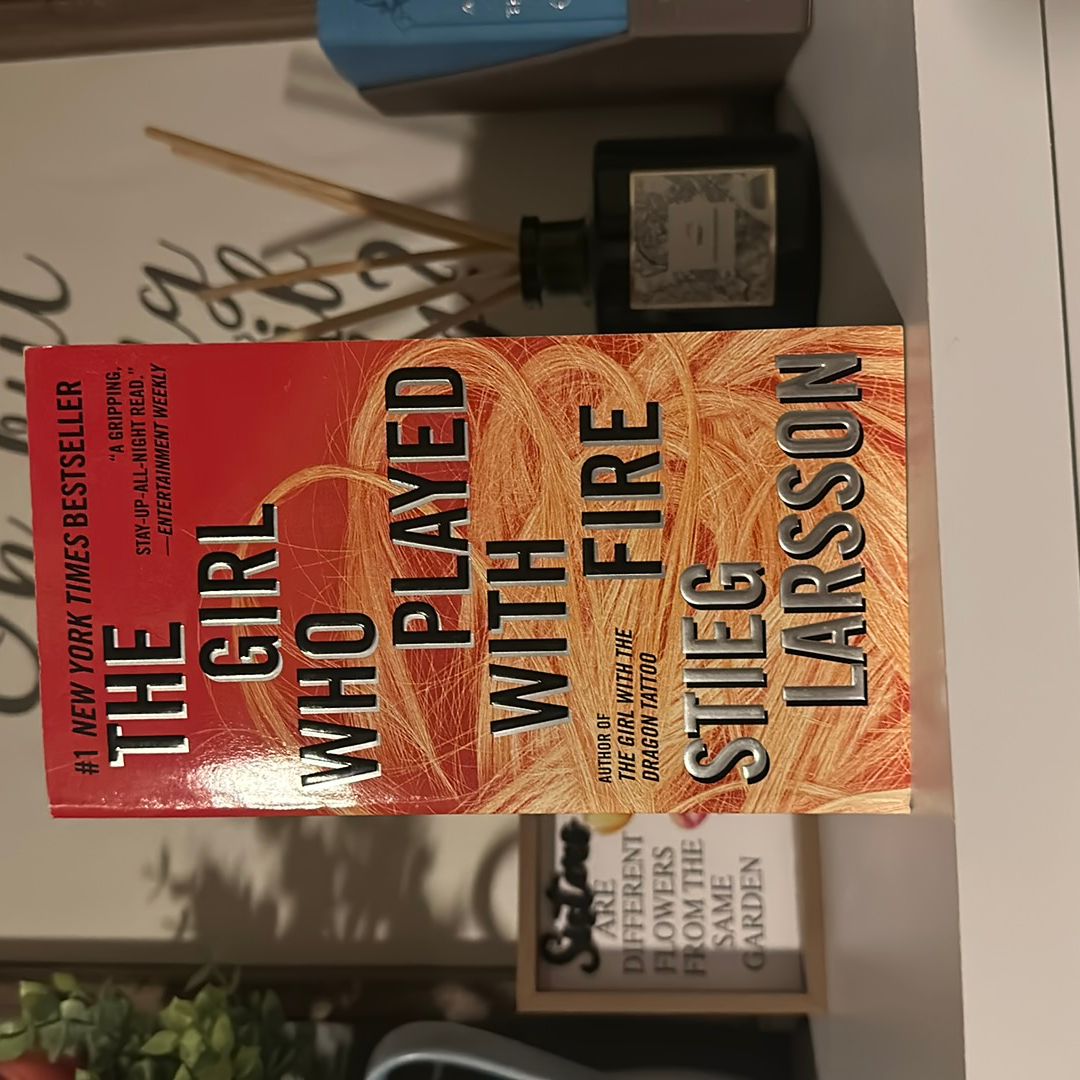 #1 NEW YORK TIMES BESTSELLER
"A GRIPPING,
STAY-UP-ALL-NIGHT READ."
—ENTERTAINMENT WEEKLY
THE
GIRL
WHO
PLAYED
WITH
FIRE
AUTHOR OF
THE GIRL WITH THE
DRAGON TATTOO
STIEG
LARSSON
Sisters
ARE
DIFFERENT
FLOWERS
FROM THE
SAME
GARDEN